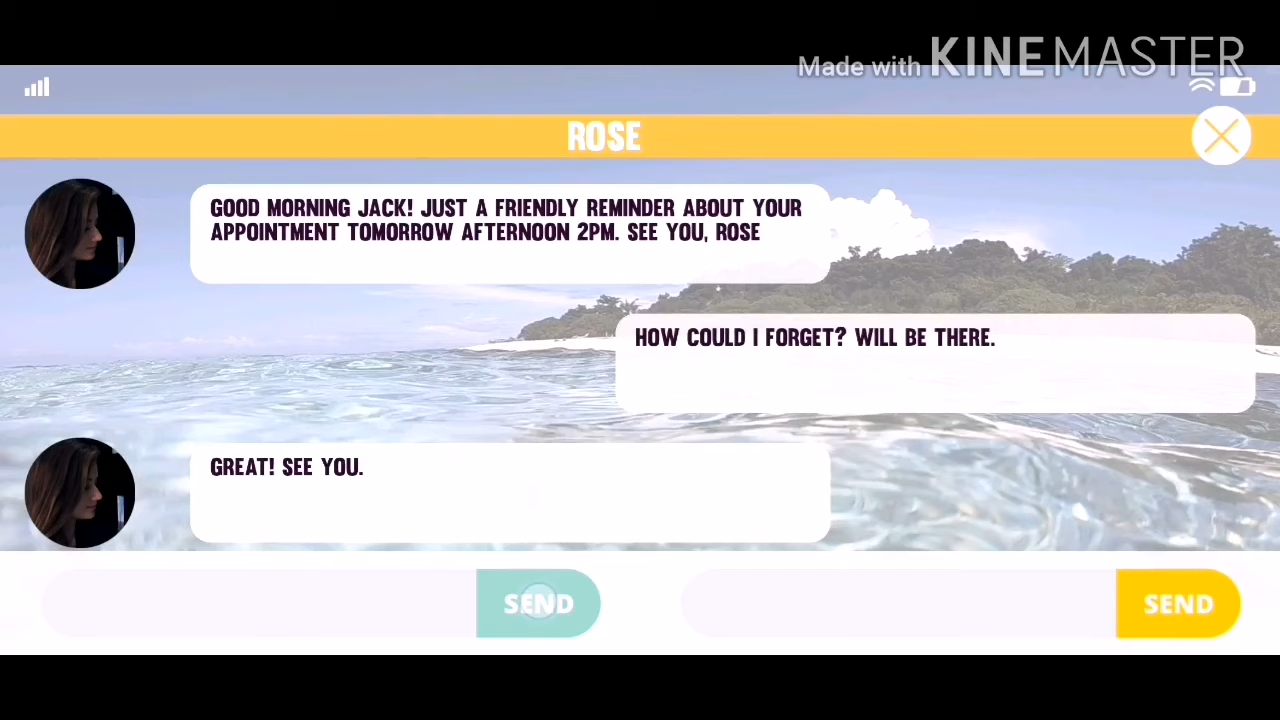 Made with KINEMASTER
ROSE
GOOD MORNING JACK! JUST A FRIENDLY REMINDER ABOUT YOUR
APPOINTMENT TOMORROW AFTERNOON 2PM. SEE YOU, ROSE
HOW COULD I FORGET? WILL BE THERE.
GREAT! SEE YOU.
SEND
SEND